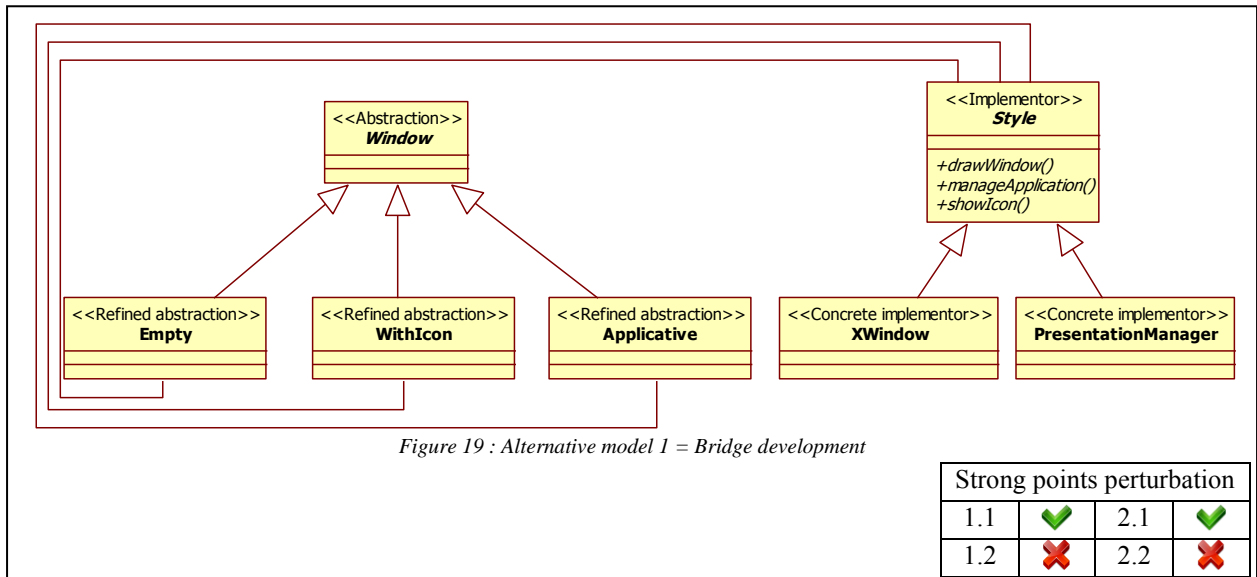 <<Abstraction>>
Window
<<Implementor>>
Style
+drawWindow()
+manageApplication()
+showIcon()
<<Refined abstraction>>
Empty
<<Refined abstraction>>
WithIcon
<<Refined abstraction>>
Applicative
<<Concrete implementor>>
XWindow
<<Concrete implementor>>
PresentationManager
Figure 19 : Alternative model 1 = Bridge development
Strong points perturbation
1.1 2.1
1.2 2.2